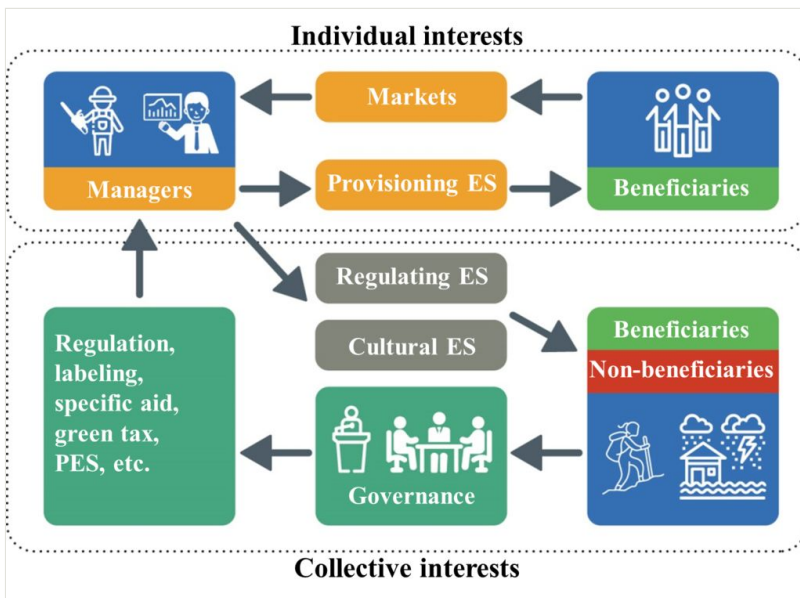 Individual interests
Markets
Managers
Provisioning ES
Beneficiaries
Regulating ES
Cultural ES
Beneficiaries
Non-beneficiaries
Regulation,
labeling,
specific aid,
green tax,
PES, etc.
Governance
Collective interests